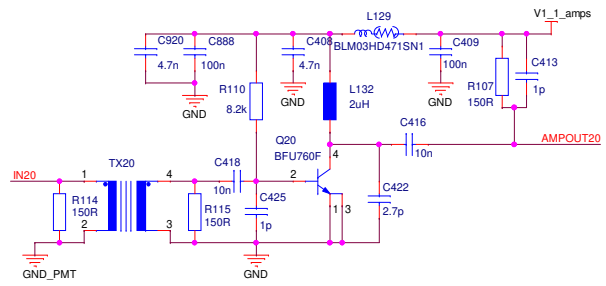 V1_1_amps
L129
BLM03HD471SN1
C920
4.7n
C888
100n
C408
4.7n
C409
100n
R107
150R
C413
1p
GND
GND
GND
R110
8.2k
L132
2uH
C416
10n
AMPOUT20
Q20
BFU760F
4
2
1
3
IN20
TX20
1
4
2
3
C418
10n
R114
150R
R115
150R
C425
1p
C422
2.7p
GND_PMT
GND